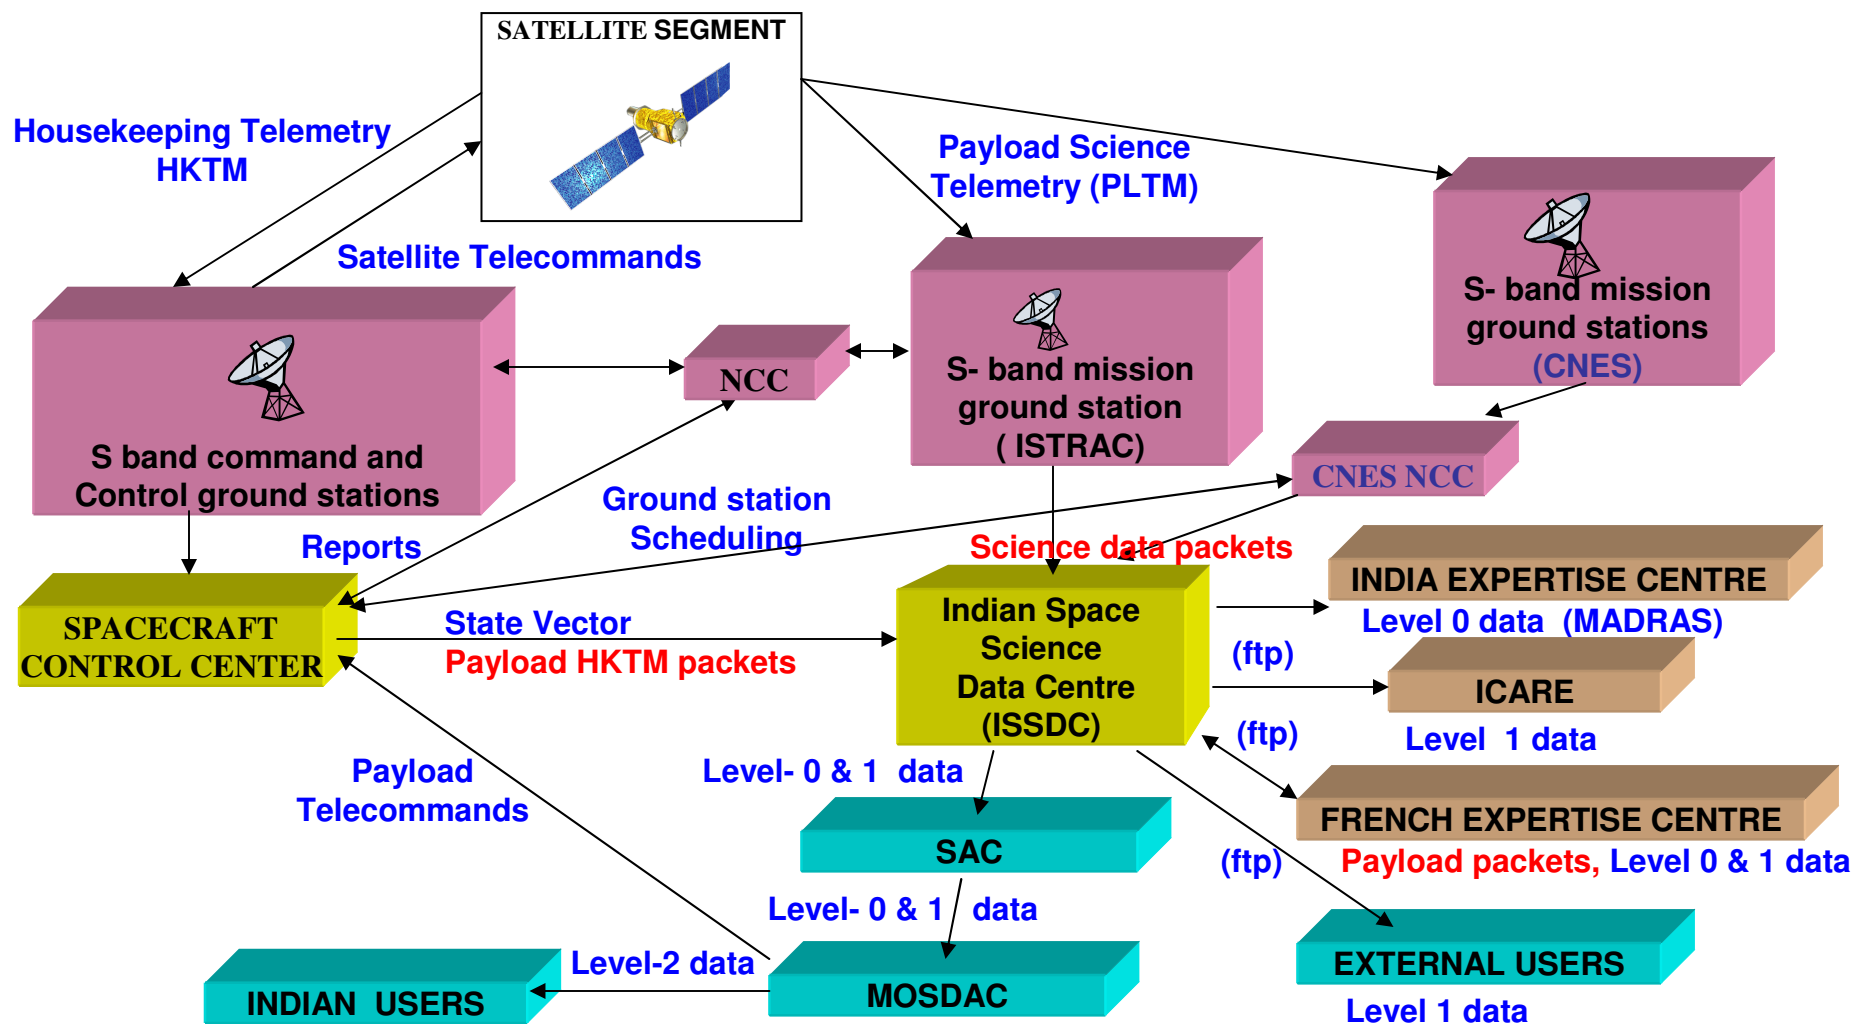 SATELLITE SEGMENT
Housekeeping Telemetry
HKTM
Payload Science
Telemetry (PLTM)
Satellite Telecommands
S- band mission
ground stations
(CNES)
NCC
S- band mission
ground station
( ISTRAC)
S band command and
Control ground stations
CNES NCC
Ground station
Scheduling
Reports
Science data packets
INDIA EXPERTISE CENTRE
Level 0 data (MADRAS)
SPACECRAFT
CONTROL CENTER
State Vector
Payload HKTM packets
Indian Space
Science
Data Centre
(ISSDC)
(ftp)
ICARE
Level 1 data
(ftp)
Payload
Telecommands
Level- 0 & 1 data
FRENCH EXPERTISE CENTRE
Payload packets, Level 0 & 1 data
SAC
(ftp)
Level- 0 & 1 data
EXTERNAL USERS
Level 1 data
Level-2 data
MOSDAC
INDIAN USERS